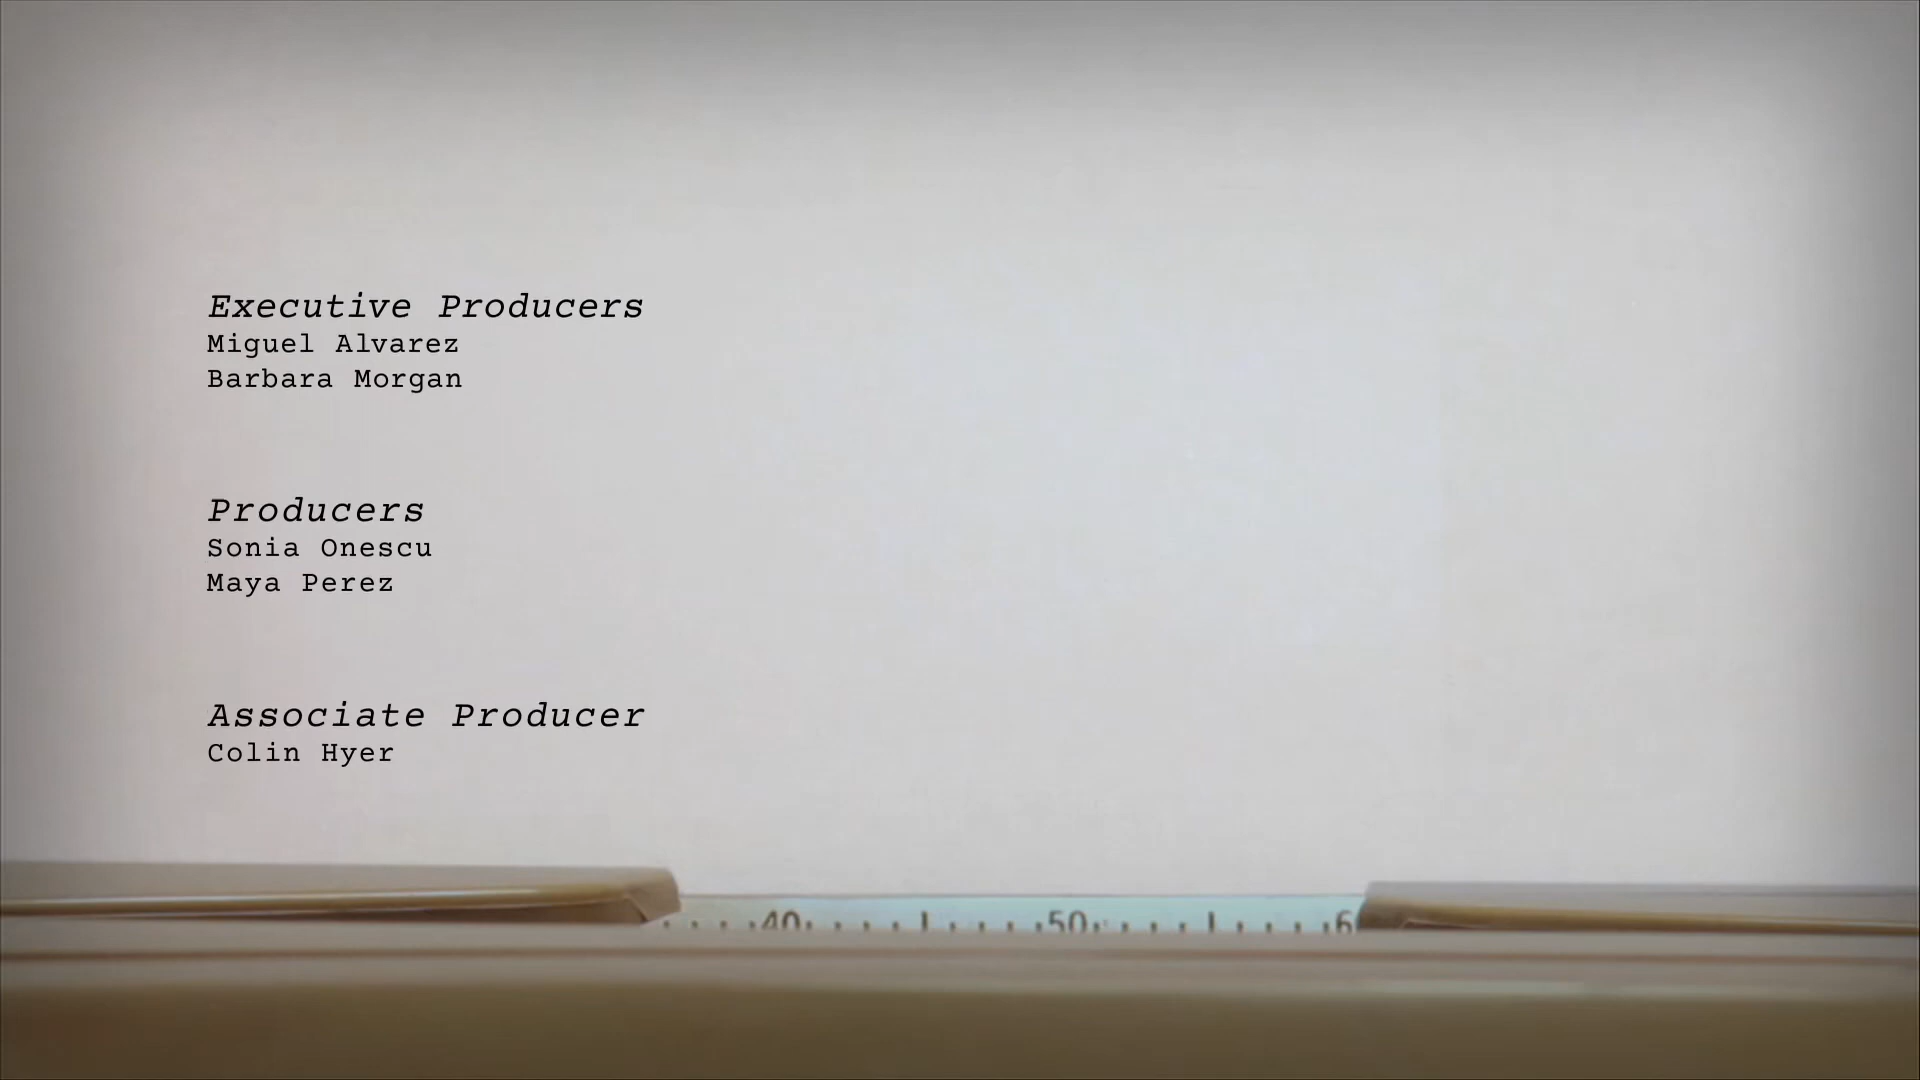 Executive Producers
Miguel Alvarez
Barbara Morgan
Producers
Sonia Onescu
Maya Perez
Associate Producer
Colin Hyer
40 50